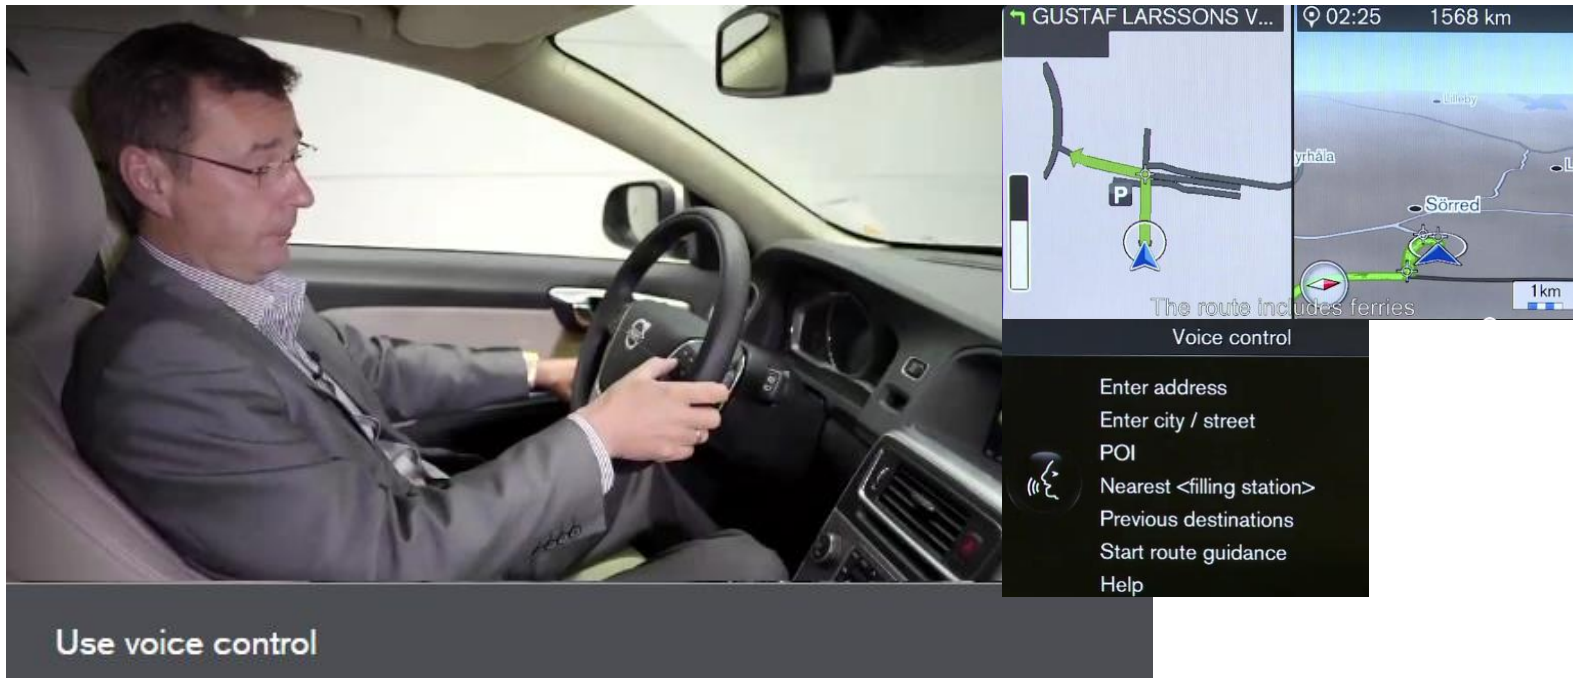 GUSTAF LARSSONS V...
02:25 1568 km
Lilleby
yrhåla
L
Sörred
P
1km
The route includes ferries
Voice control
Enter address
Enter city / street
POI
Nearest <filling station>
Previous destinations
Start route guidance
Help
Use voice control